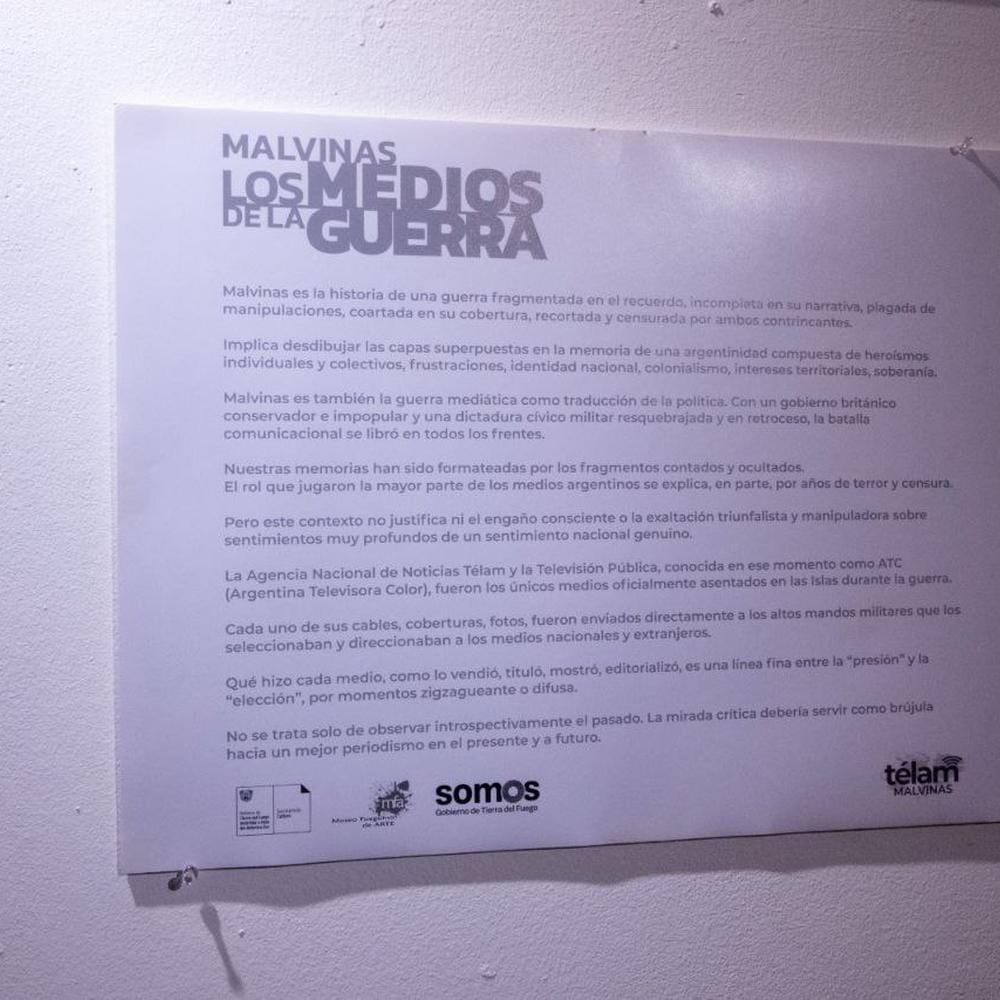 MALVINAS
LOS MEDIOS
DE LA GUERRA
Malvinas es la historia de una guerra fragmentada en el recuerdo, incompleta en su narrativa, plagada de
manipulaciones, coartada en su cobertura, recortada y censurada por ambos contrincantes.
Implica desdibujar las capas superpuestas en la memoria de una argentinidad compuesta de heroísmos
individuales y colectivos, frustraciones, identidad nacional, colonialismo, intereses territoriales, soberanía.
Malvinas es también la guerra mediática como traducción de la política. Con un gobierno británico
conservador e impopular y una dictadura cívico militar resquebrajada y en retroceso, la batalla
comunicacional se libró en todos los frentes.
Nuestras memorias han sido formateadas por los fragmentos contados y ocultados.
El rol que jugaron la mayor parte de los medios argentinos se explica, en parte, por años de terror y censura.
Pero este contexto no justifica ni el engaño consciente o la exaltación triunfalista y manipuladora sobre
sentimientos muy profundos de un sentimiento nacional genuino.
La Agencia Nacional de Noticias Télam y la Televisión Pública, conocida en ese momento como ATC
(Argentina Televisora Color), fueron los únicos medios oficialmente asentados en las Islas durante la guerra.
Cada uno de sus cables, coberturas, fotos, fueron enviados directamente a los altos mandos militares que los
seleccionaban y direccionaban a los medios nacionales y extranjeros.
Qué hizo cada medio, como lo vendió, tituló, mostró, editorializó, es una línea fina entre la “presión” y la
“elección”, por momentos zigzagueante o difusa.
No se trata solo de observar introspectivamente el pasado. La mirada crítica debería servir como brújula
hacia un mejor periodismo en el presente y a futuro.
mfa
Museo Fueguino
de ARTE
somos
Gobierno de Tierra del Fuego
télam
MALVINAS